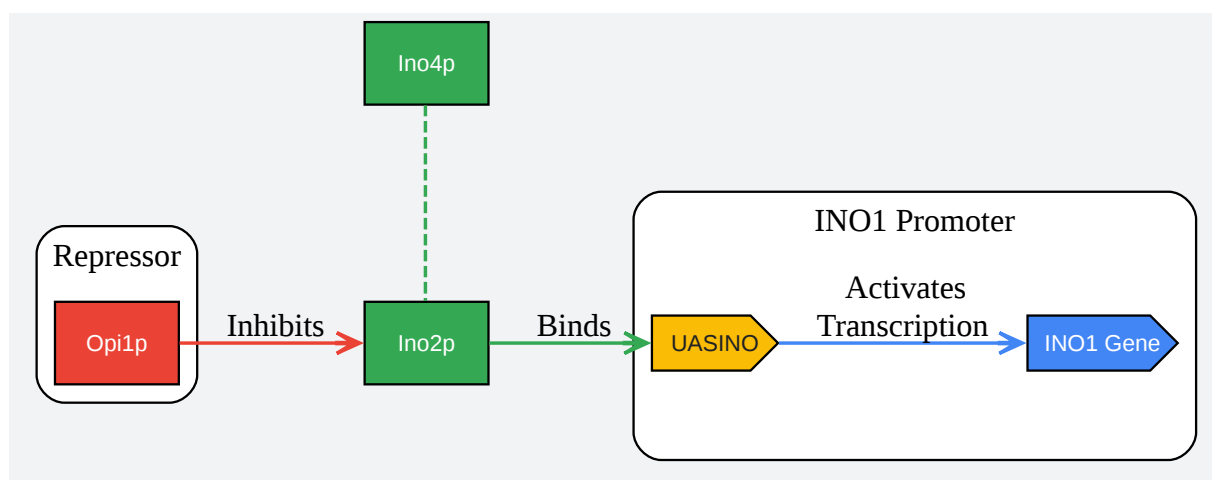 Ino4p
INO1 Promoter
Repressor
Activates
Transcription
Opi1p
Inhibits
Ino2p
Binds
UASINO
INO1 Gene